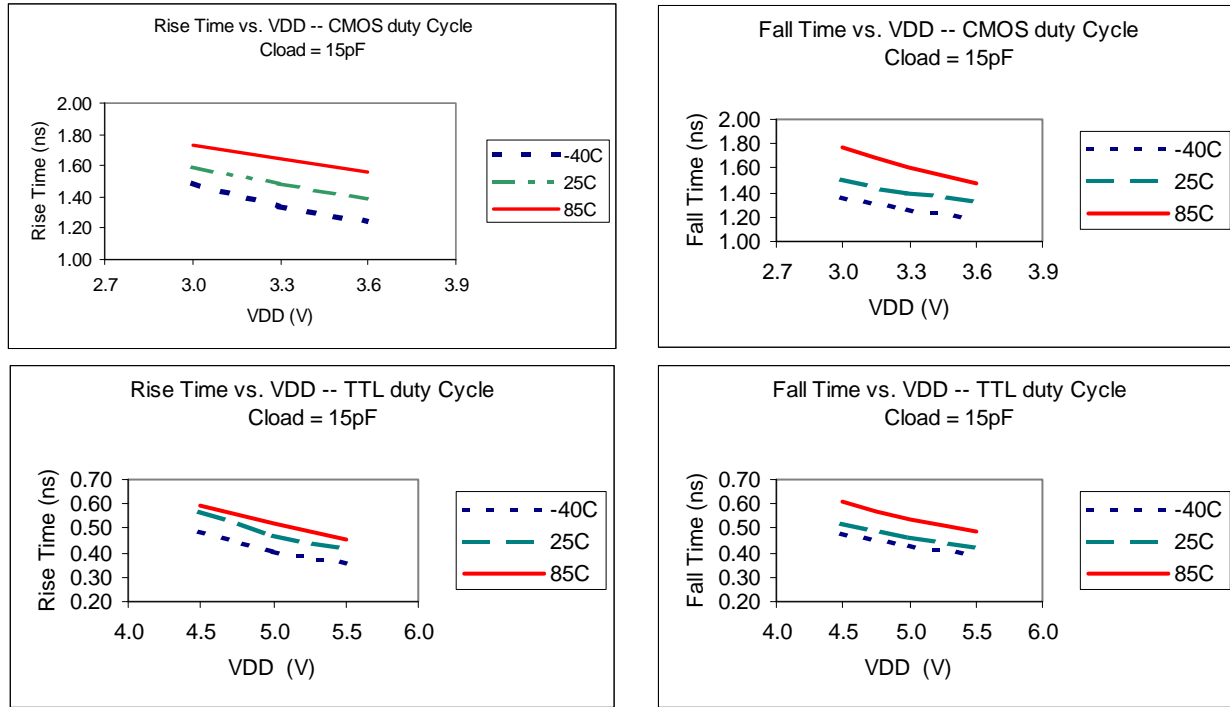 Rise Time vs. VDD -- CMOS duty Cycle
Cload = 15pF
Rise Time (ns)
2.00
1.80
1.60
1.40
1.20
1.00
2.7 3.0 3.3 3.6 3.9
VDD (V)
-40C
25C
85C
Fall Time vs. VDD -- CMOS duty Cycle
Cload = 15pF
Fall Time (ns)
2.00
1.80
1.60
1.40
1.20
1.00
2.7 3.0 3.3 3.6 3.9
VDD (V)
-40C
25C
85C
Rise Time vs. VDD -- TTL duty Cycle
Cload = 15pF
Rise Time (ns)
0.70
0.60
0.50
0.40
0.30
0.20
4.0 4.5 5.0 5.5 6.0
VDD (V)
-40C
25C
85C
Fall Time vs. VDD -- TTL duty Cycle
Cload = 15pF
Fall Time (ns)
0.70
0.60
0.50
0.40
0.30
0.20
4.0 4.5 5.0 5.5 6.0
VDD (V)
-40C
25C
85C